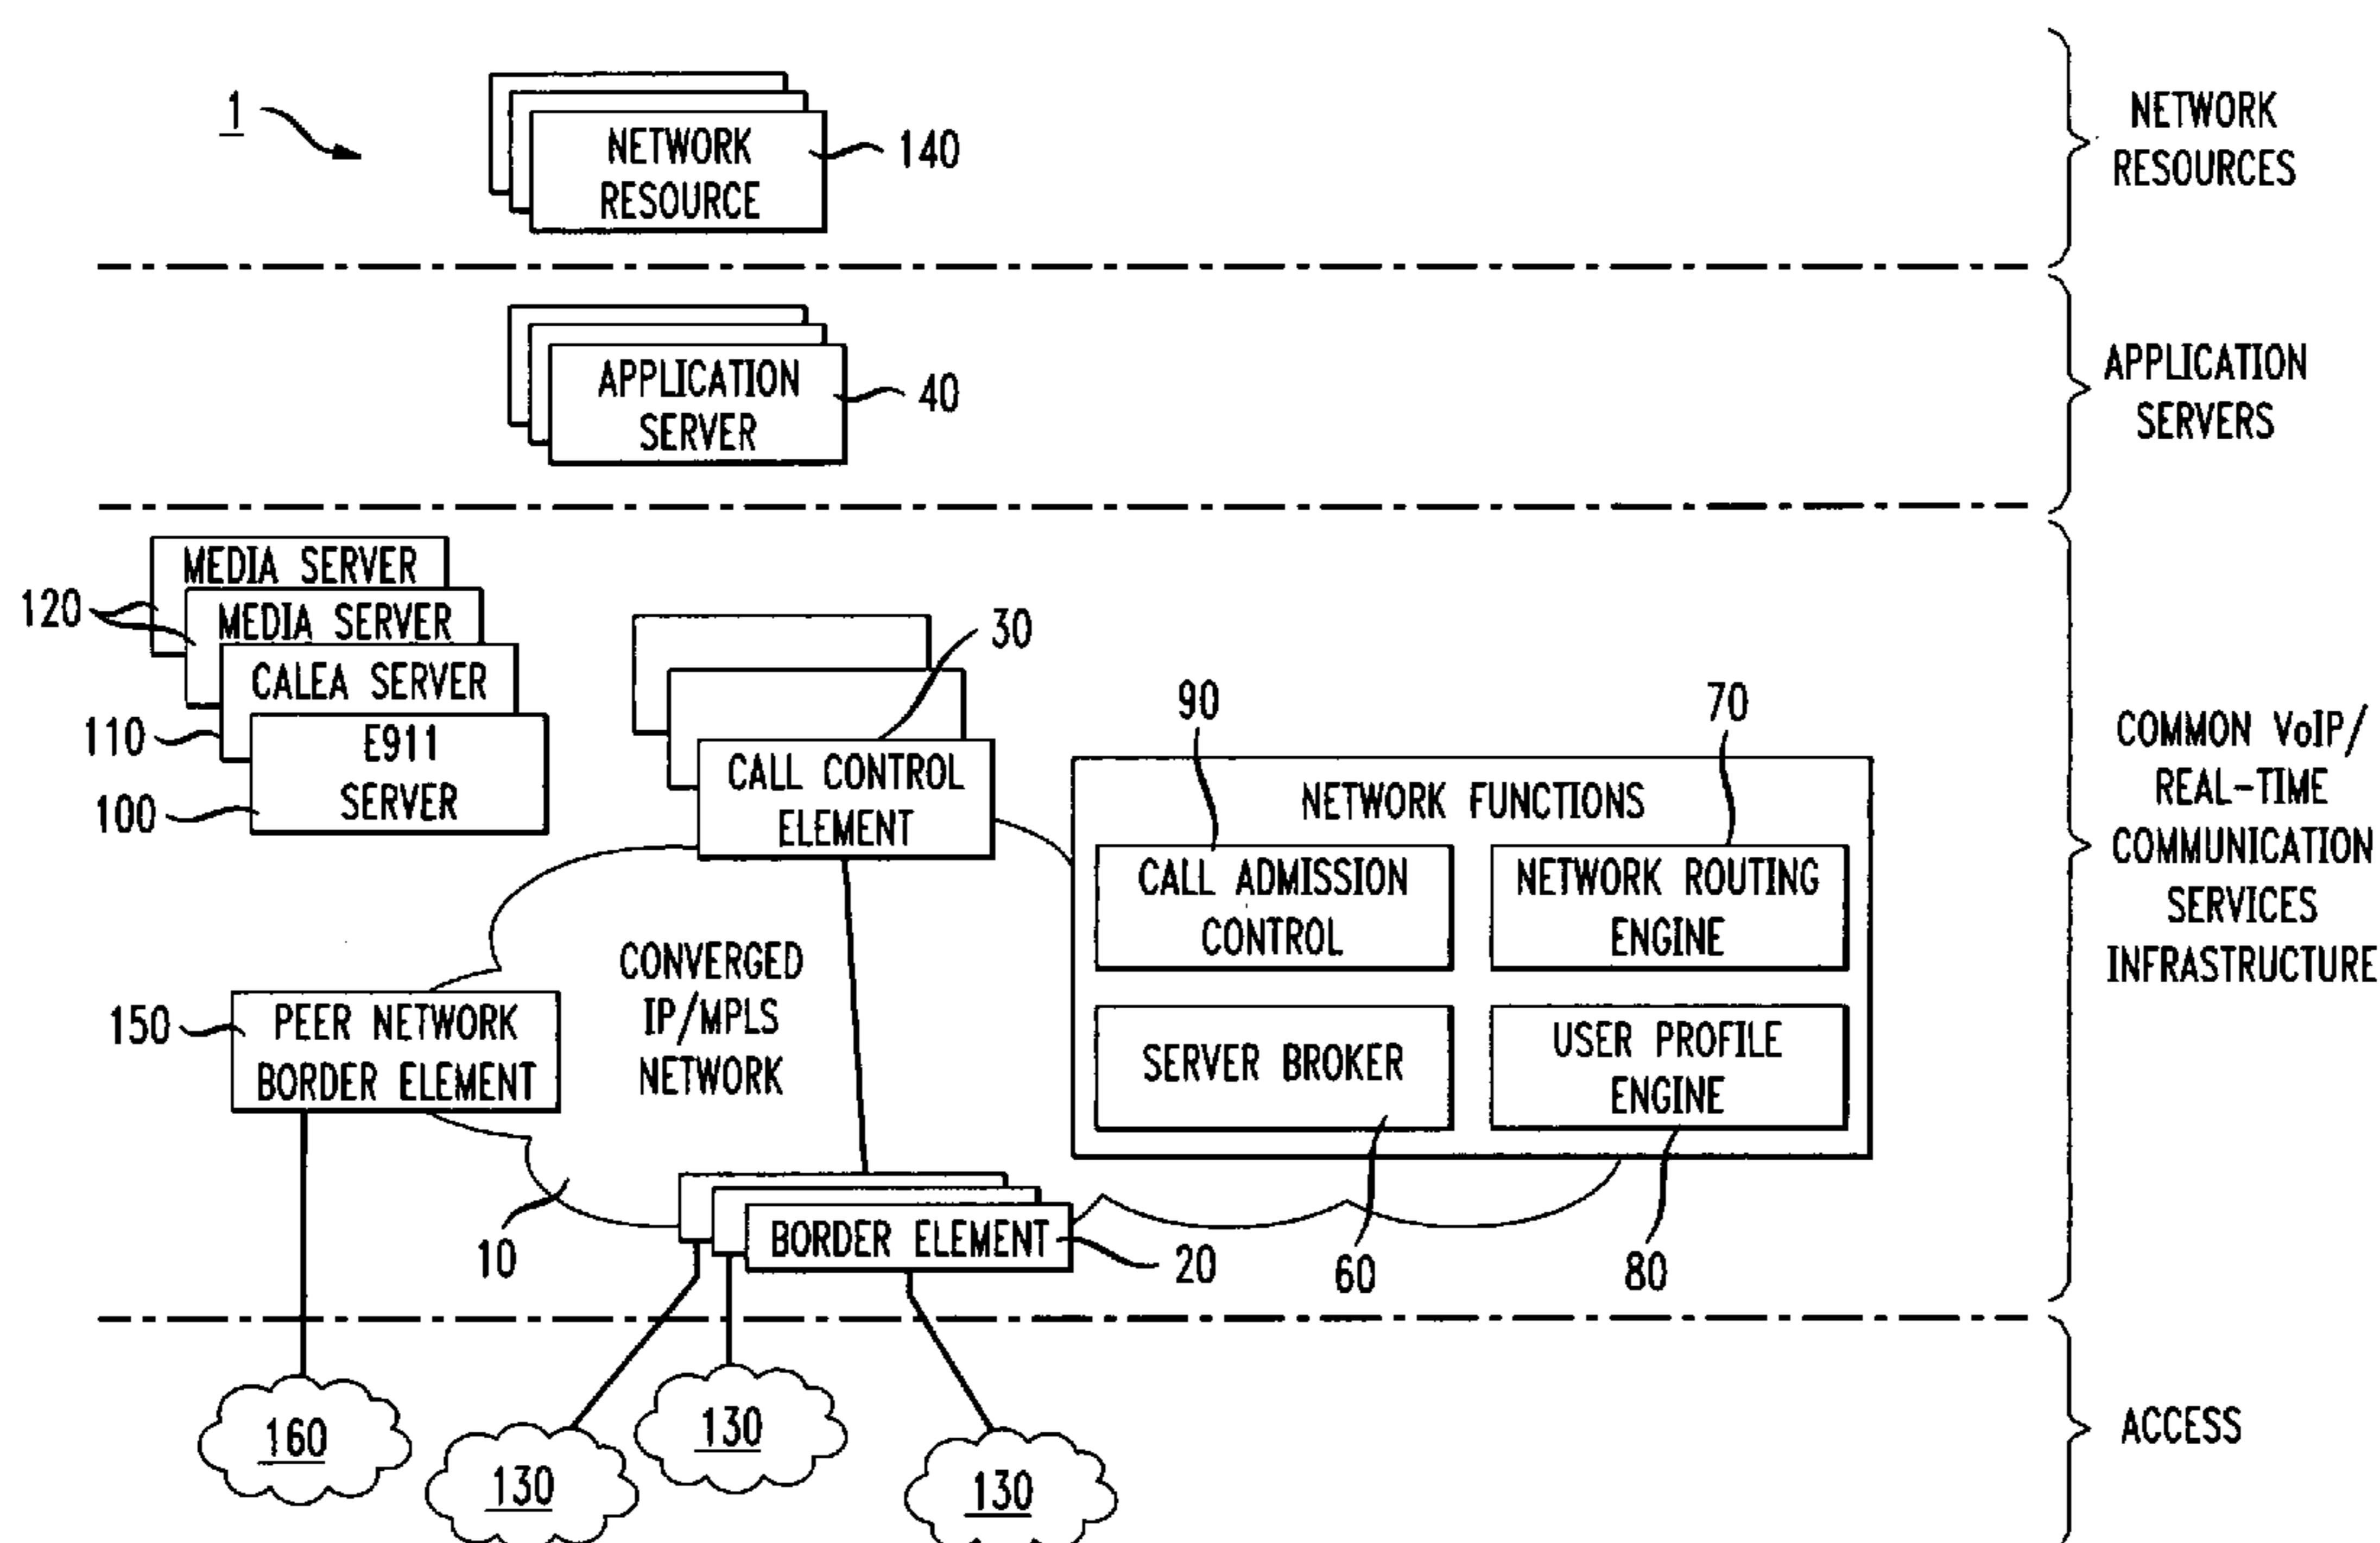 1
NETWORK
RESOURCE
140
NETWORK
RESOURCES
APPLICATION
SERVER
40
APPLICATION
SERVERS
MEDIA SERVER
120
MEDIA SERVER
CALEA SERVER
110
E911
SERVER
100
30
CALL CONTROL
ELEMENT
90
70
NETWORK FUNCTIONS
CALL ADMISSION
CONTROL
NETWORK ROUTING
ENGINE
SERVER BROKER
USER PROFILE
ENGINE
60
80
COMMON VoIP/
REAL-TIME
COMMUNICATION
SERVICES
INFRASTRUCTURE
CONVERGED
IP/MPLS
NETWORK
150
PEER NETWORK
BORDER ELEMENT
10
BORDER ELEMENT
20
160
130
130
130
ACCESS